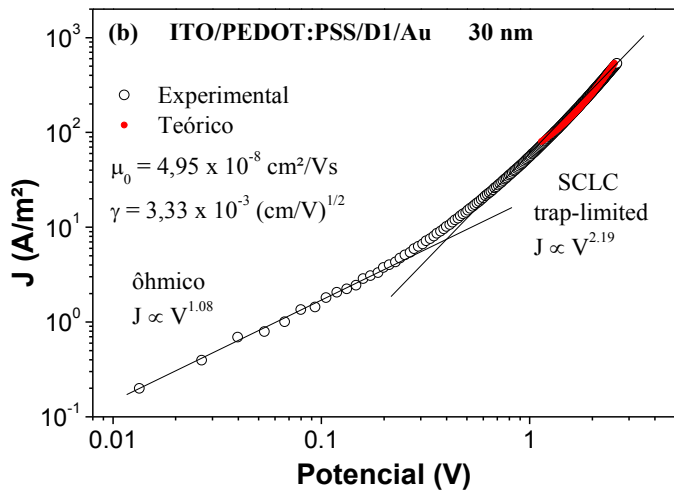 (b) ITO/PEDOT:PSS/D1/Au 30 nm
Experimental
Teórico
μ₀ = 4,95 x 10⁻⁸ cm²/Vs
γ = 3,33 x 10⁻³ (cm/V)¹/²
SCLC
trap-limited
J ∝ V²·¹⁹
ôhmico
J ∝ V¹·⁰⁸
J (A/m²)
10³
10²
10¹
10⁰
10⁻¹
0.01 0.1 1
Potencial (V)